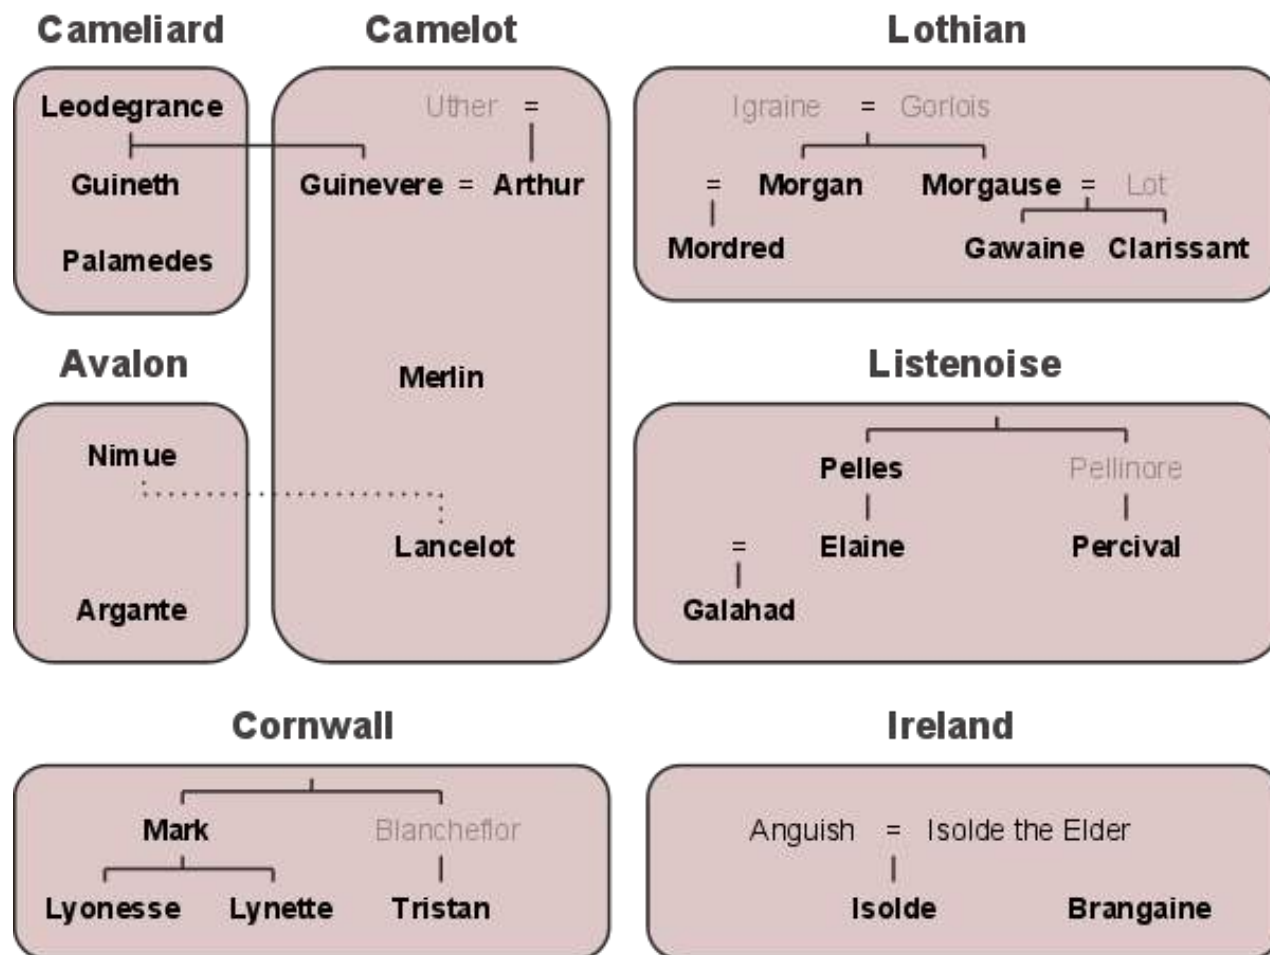 Cameliard Camelot Lothian
Leodegrance Uther = Igraine = Gorlois
Guineth Guinevere = Arthur = Morgan Morgause = Lot
Mordred Gawaine Clarissant
Palamedes
Avalon Listenoise
Merlin
Nimue Pelles Pellinore
Lancelot = Elaine Percival
Argante Galahad
Cornwall Ireland
Mark Blancheflor Anguish = Isolde the Elder
Lyonesse Lynette Tristan Isolde Brangaine